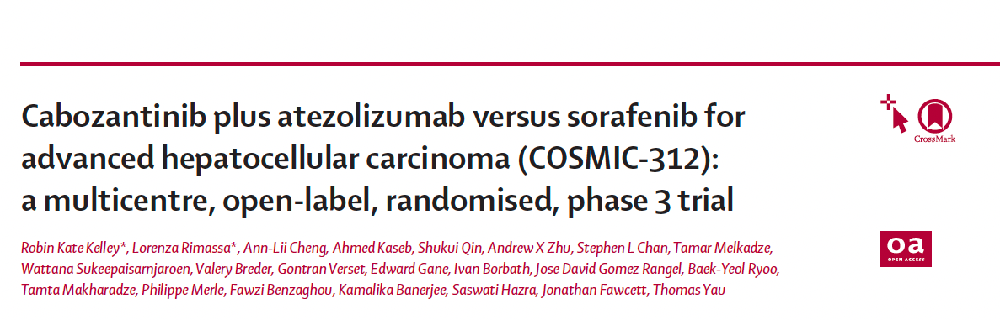 Cabozantinib plus atezolizumab versus sorafenib for
advanced hepatocellular carcinoma (COSMIC-312):
a multicentre, open-label, randomised, phase 3 trial
CrossMark
Robin Kate Kelley*, Lorenza Rimassa*, Ann-Lii Cheng, Ahmed Kaseb, Shukui Qin, Andrew X Zhu, Stephen L Chan, Tamar Melkadze,
Wattana Sukeepaisarnjaroen, Valery Breder, Gontran Verset, Edward Gane, Ivan Borbath, Jose David Gomez Rangel, Baek-Yeol Ryoo,
Tamta Makharadze, Philippe Merle, Fawzi Benzaghou, Kamalika Banerjee, Saswati Hazra, Jonathan Fawcett, Thomas Yau
oa
OPEN ACCESS